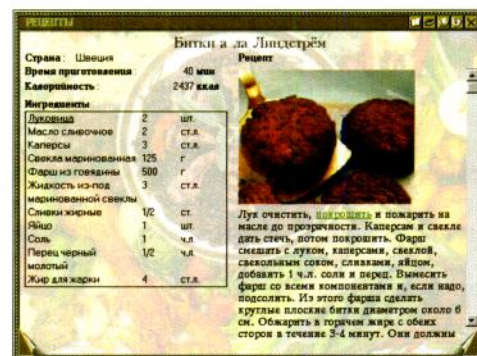 РЕЦЕПТЫ
Битки а ла Линдстрём
Страна : Швеция
Время приготовления : 40 мин
Калорийность : 2437 ккал
Ингредиенты
Луковица 2 шт.
Масло сливочное 2 ст.л.
Каперсы 3 ст.л.
Свекла маринованная 125 г
Фарш из говядины 500 г
Жидкость из-под 3 ст.л.
маринованной свеклы
Сливки жирные 1/2 ст.
Яйцо 1 шт.
Соль 1 ч.л.
Перец черный 1/2 ч.л.
молотый
Жир для жарки 4 ст.л.
Рецепт
Лук очистить, покрошить и пожарить на
масле до прозрачности. Каперсам и свекле
дать стечь, потом покрошить. Фарш
смешать с луком, каперсами, свеклой,
свекольным соком, сливками, яйцом,
добавить 1 ч.л. соли и перец. Вымесить
фарш со всеми компонентами и, если надо,
подсолить. Из этого фарша сделать
круглые плоские битки диаметром около 6
см. Обжарить в горячем жире с обеих
сторон в течение 3-4 минут. Они должны